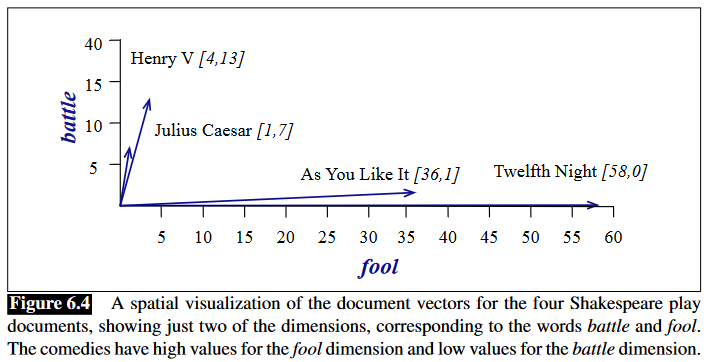 40
Henry V [4,13]
15
battle
10
Julius Caesar [1,7]
5
As You Like It [36,1]
Twelfth Night [58,0]
5 10 15 20 25 30 35 40 45 50 55 60
fool
Figure 6.4 A spatial visualization of the document vectors for the four Shakespeare play
documents, showing just two of the dimensions, corresponding to the words battle and fool.
The comedies have high values for the fool dimension and low values for the battle dimension.